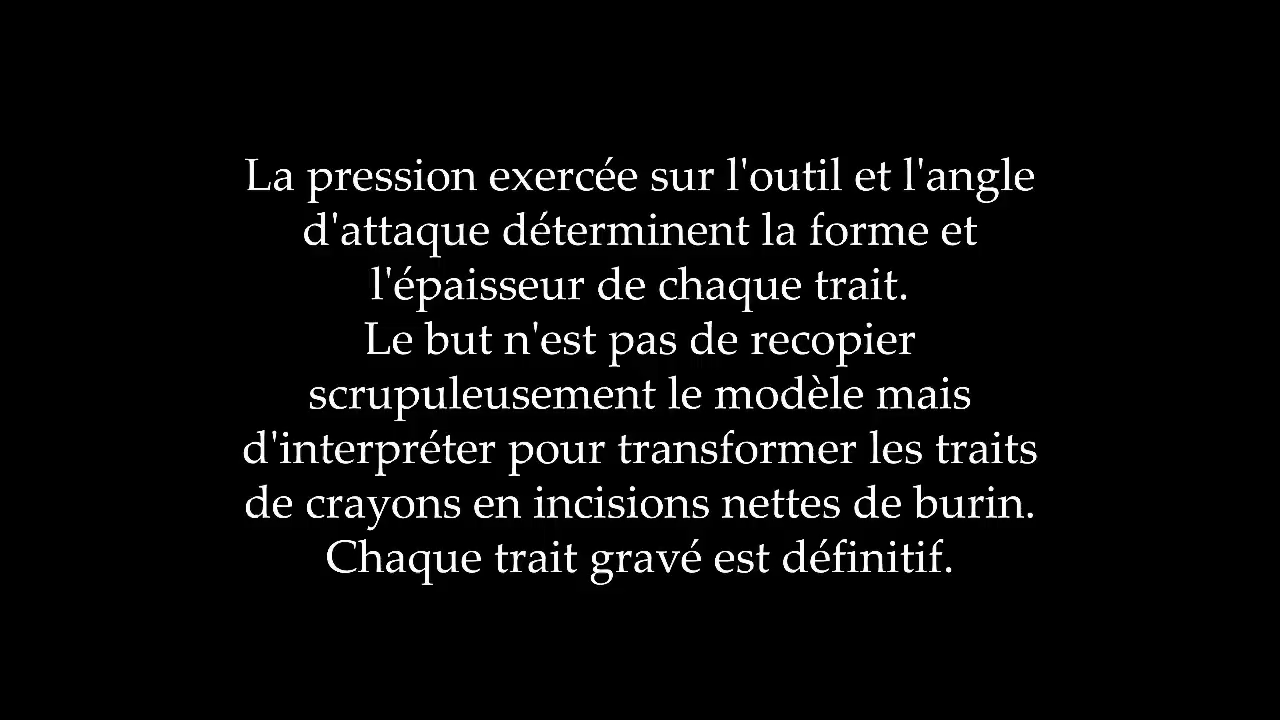 La pression exercée sur l'outil et l'angle
d'attaque déterminent la forme et
l'épaisseur de chaque trait.
Le but n'est pas de recopier
scrupuleusement le modèle mais
d'interpréter pour transformer les traits
de crayons en incisions nettes de burin.
Chaque trait gravé est définitif.